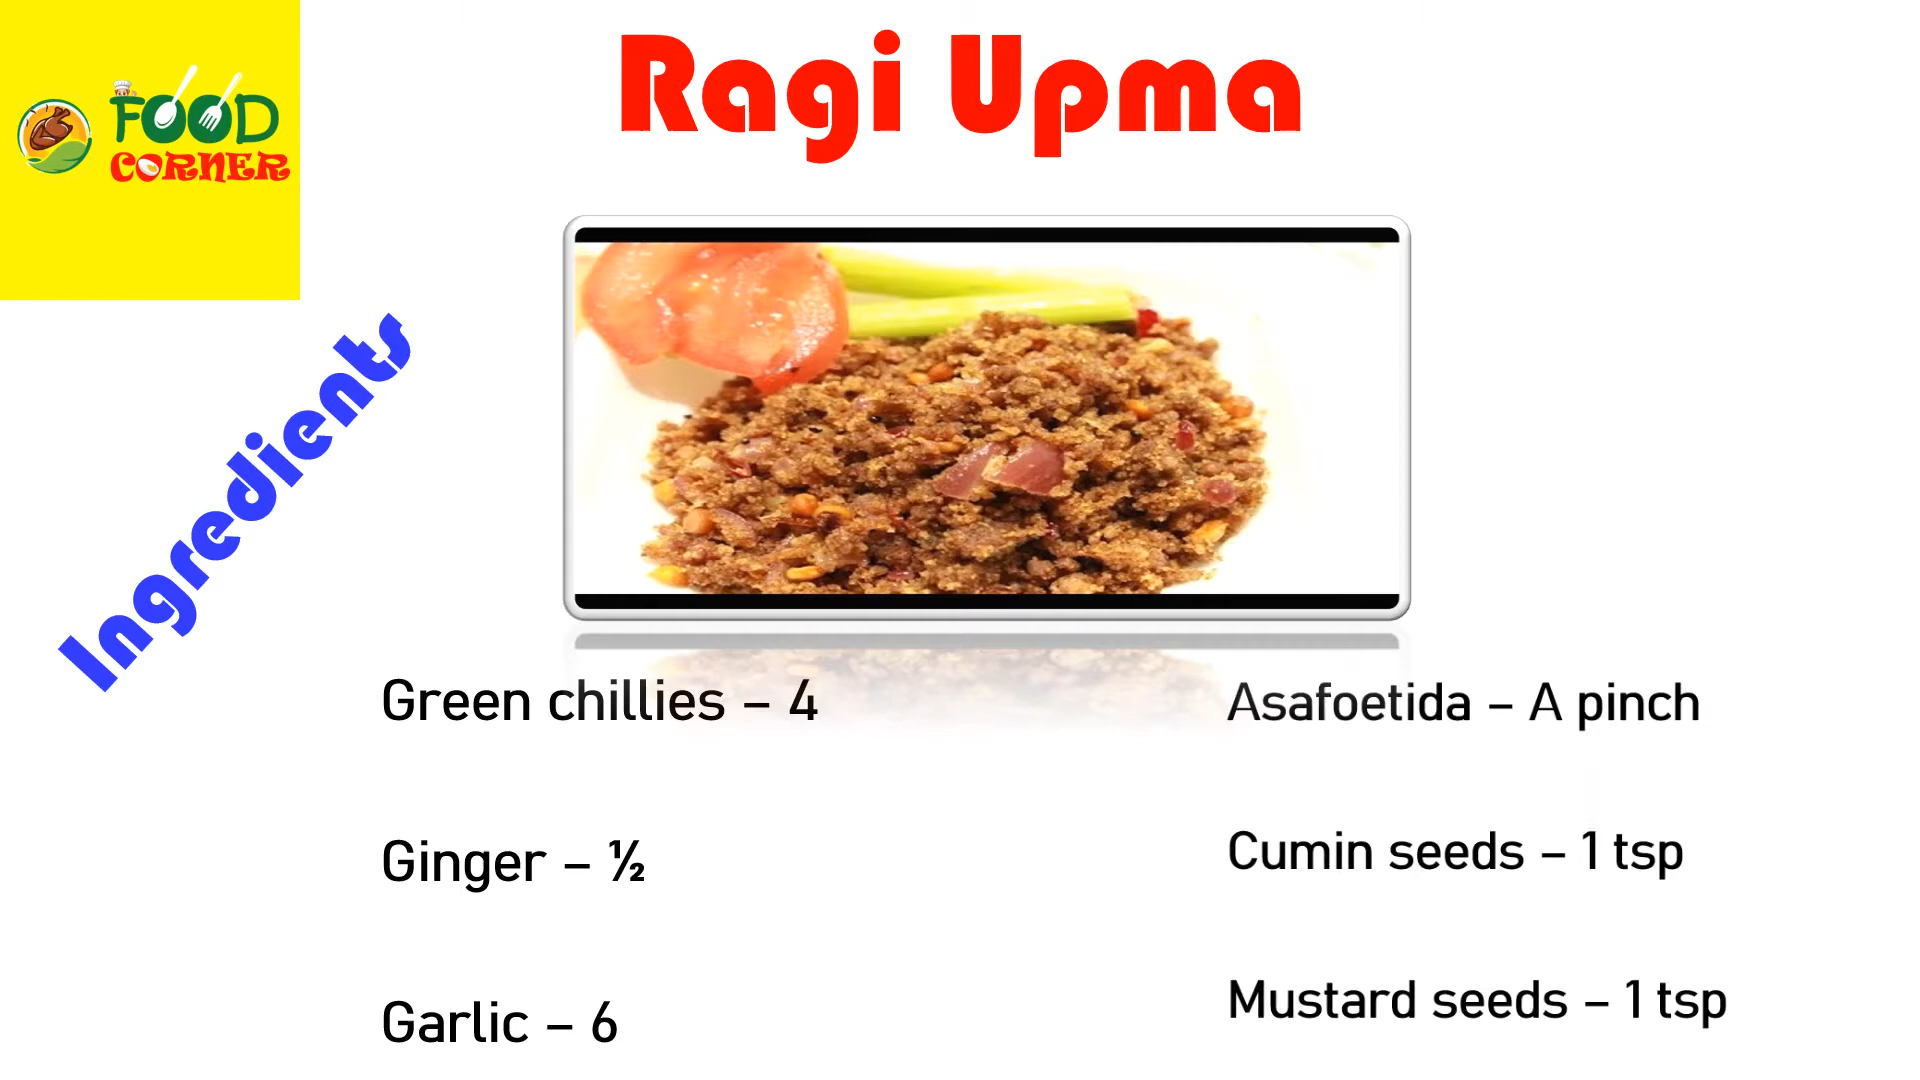 Ragi Upma
FOOD
CORNER
Ingredients
Green chillies – 4
Ginger – ½
Garlic – 6
Asafoetida – A pinch
Cumin seeds – 1 tsp
Mustard seeds – 1 tsp